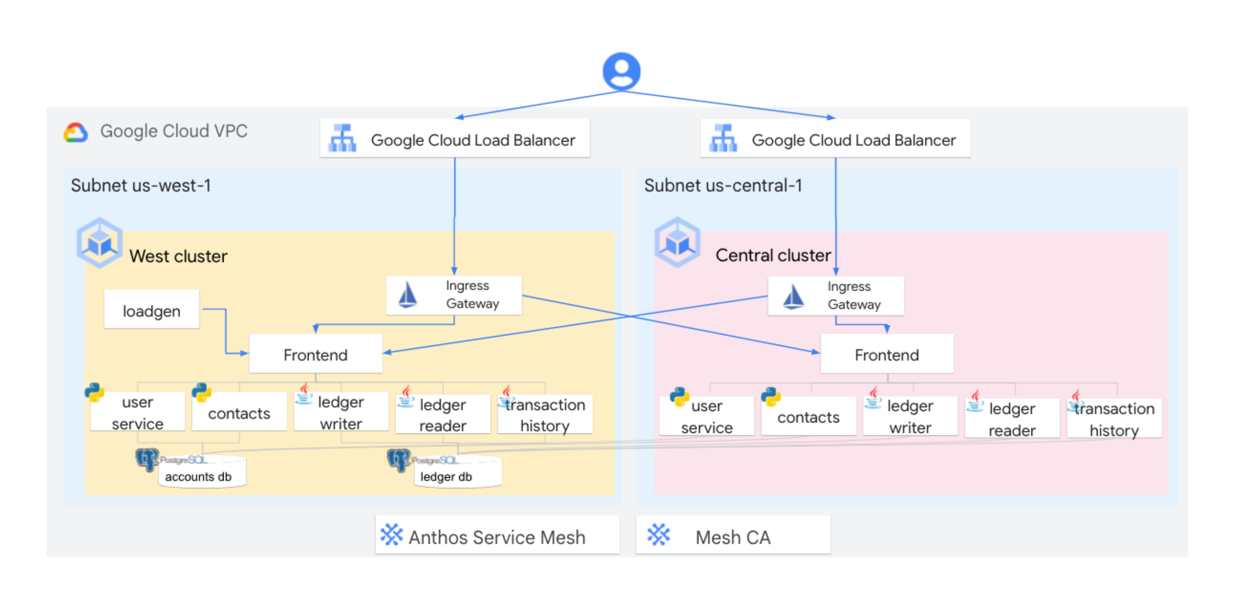 Google Cloud VPC
Google Cloud Load Balancer
Google Cloud Load Balancer
Subnet us-west-1
Subnet us-central-1
West cluster
Central cluster
Ingress
Gateway
Ingress
Gateway
loadgen
Frontend
Frontend
user
service
contacts
ledger
writer
ledger
reader
transaction
history
user
service
contacts
ledger
writer
ledger
reader
transaction
history
PostgreSQL
accounts db
PostgreSQL
ledger db
Anthos Service Mesh
Mesh CA